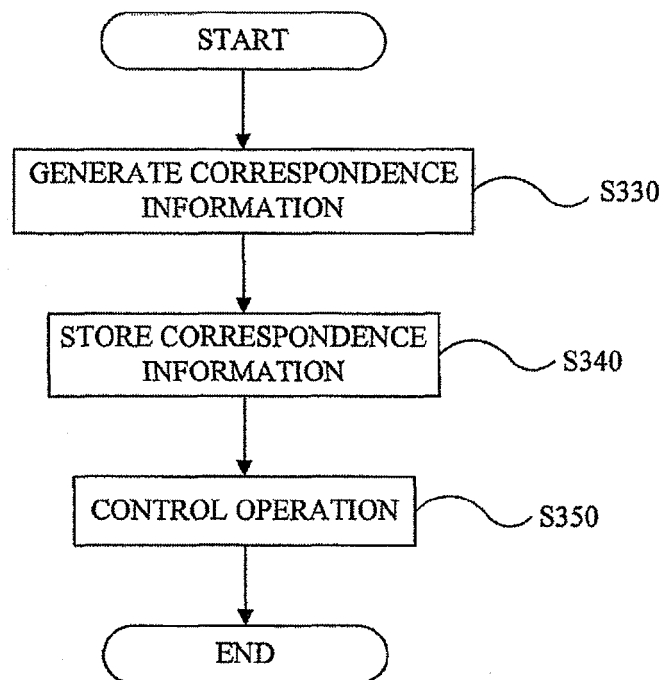 START
GENERATE CORRESPONDENCE
INFORMATION
S330
STORE CORRESPONDENCE
INFORMATION
S340
CONTROL OPERATION
S350
END